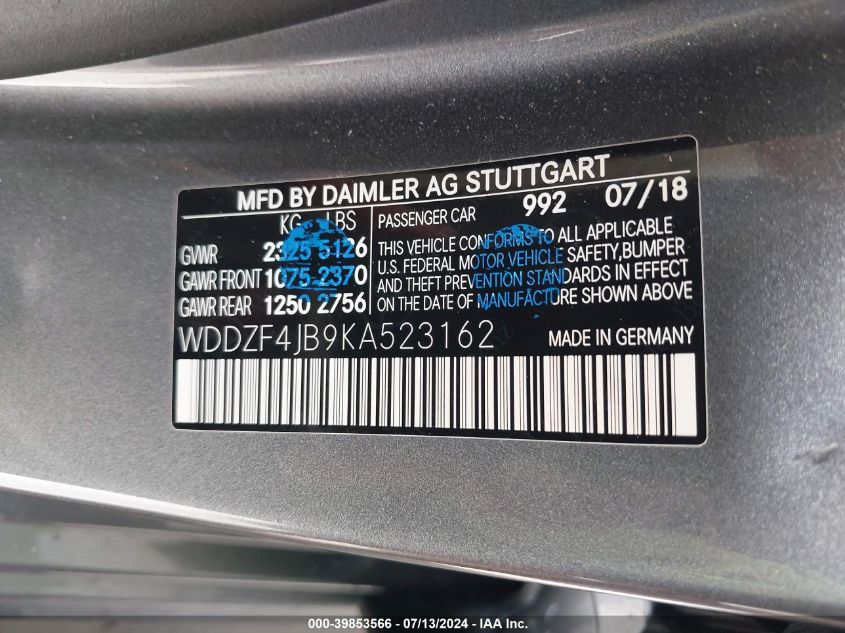 MFD BY DAIMLER AG STUTTGART
KG LBS
GVWR 2325 5126
GAWR FRONT 1075 2370
GAWR REAR 1250 2756
PASSENGER CAR 992 07/18
THIS VEHICLE CONFORMS TO ALL APPLICABLE
U.S. FEDERAL MOTOR VEHICLE SAFETY,BUMPER
AND THEFT PREVENTION STANDARDS IN EFFECT
ON THE DATE OF MANUFACTURE SHOWN ABOVE
WDDZF4JB9KA523162 MADE IN GERMANY
000-39853566 / 07/13/2024 - IAA Inc.